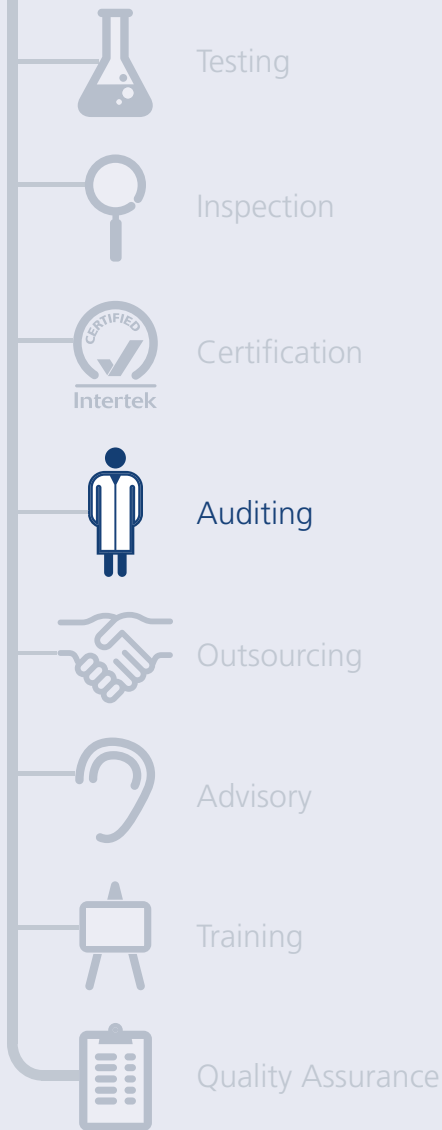 Testing
Inspection
CERTIFIED
Intertek
Certification
Auditing
Outsourcing
Advisory
Training
Quality Assurance